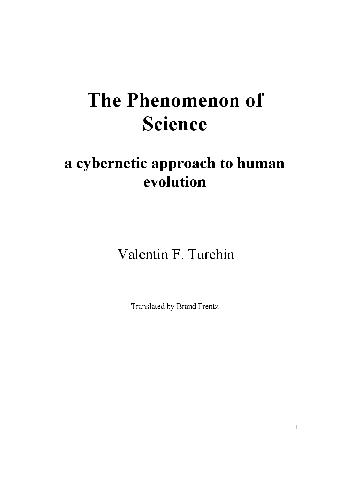 The Phenomenon of
Science
a cybernetic approach to human
evolution
Valentin F. Turchin
Translated by Brand Frentz